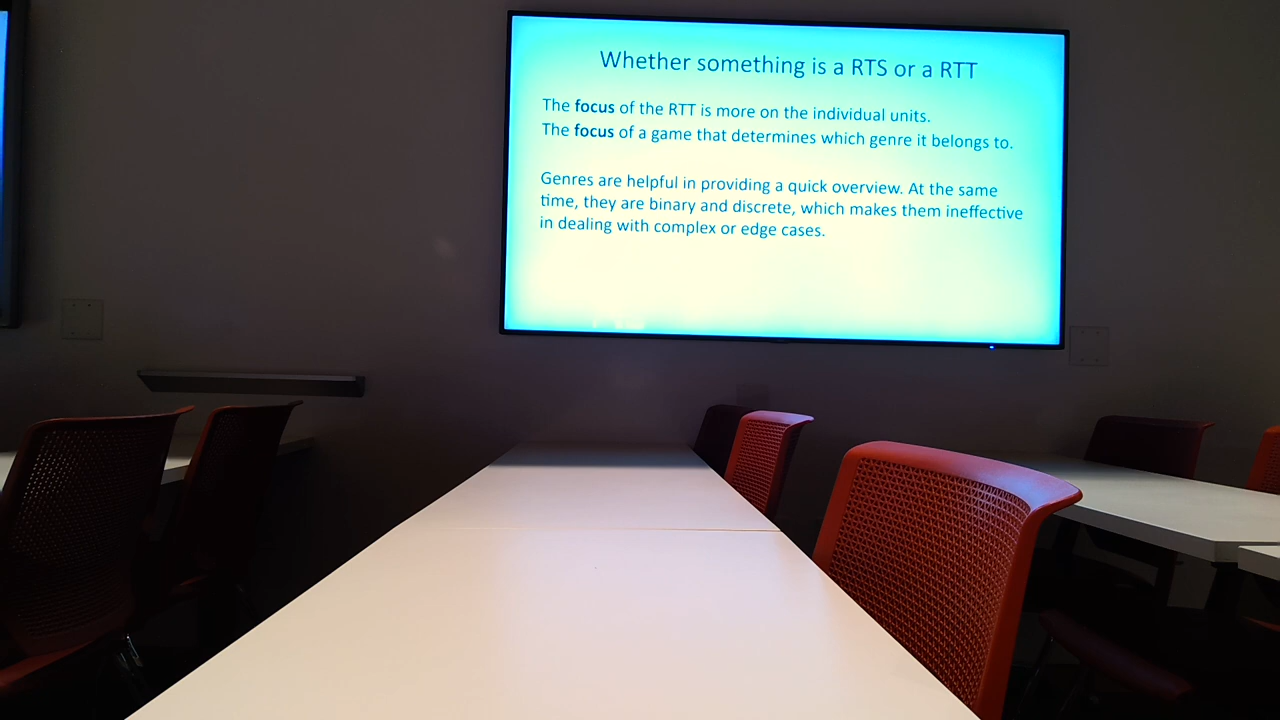 Whether something is a RTS or a RTT
The focus of the RTT is more on the individual units.
The focus of a game that determines which genre it belongs to.
Genres are helpful in providing a quick overview. At the same
time, they are binary and discrete, which makes them ineffective
in dealing with complex or edge cases.